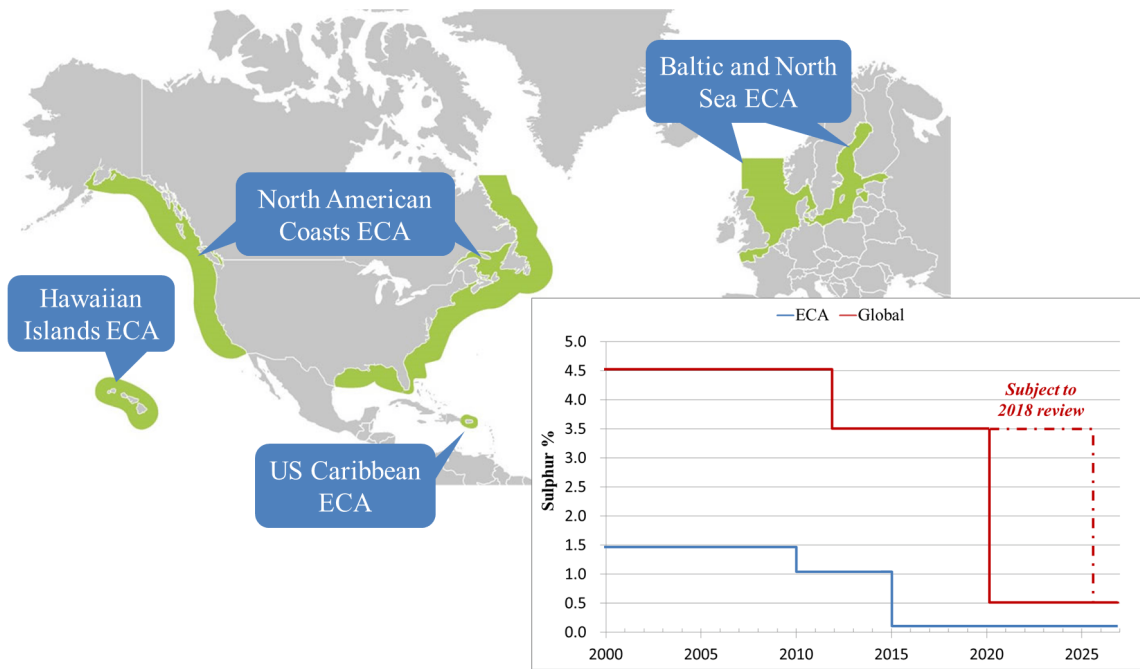 Baltic and North
Sea ECA
North American
Coasts ECA
Hawaiian
Islands ECA
US Caribbean
ECA
ECA
Global
Subject to
2018 review
Sulphur %
5.0
4.5
4.0
3.5
3.0
2.5
2.0
1.5
1.0
0.5
0.0
2000
2005
2010
2015
2020
2025